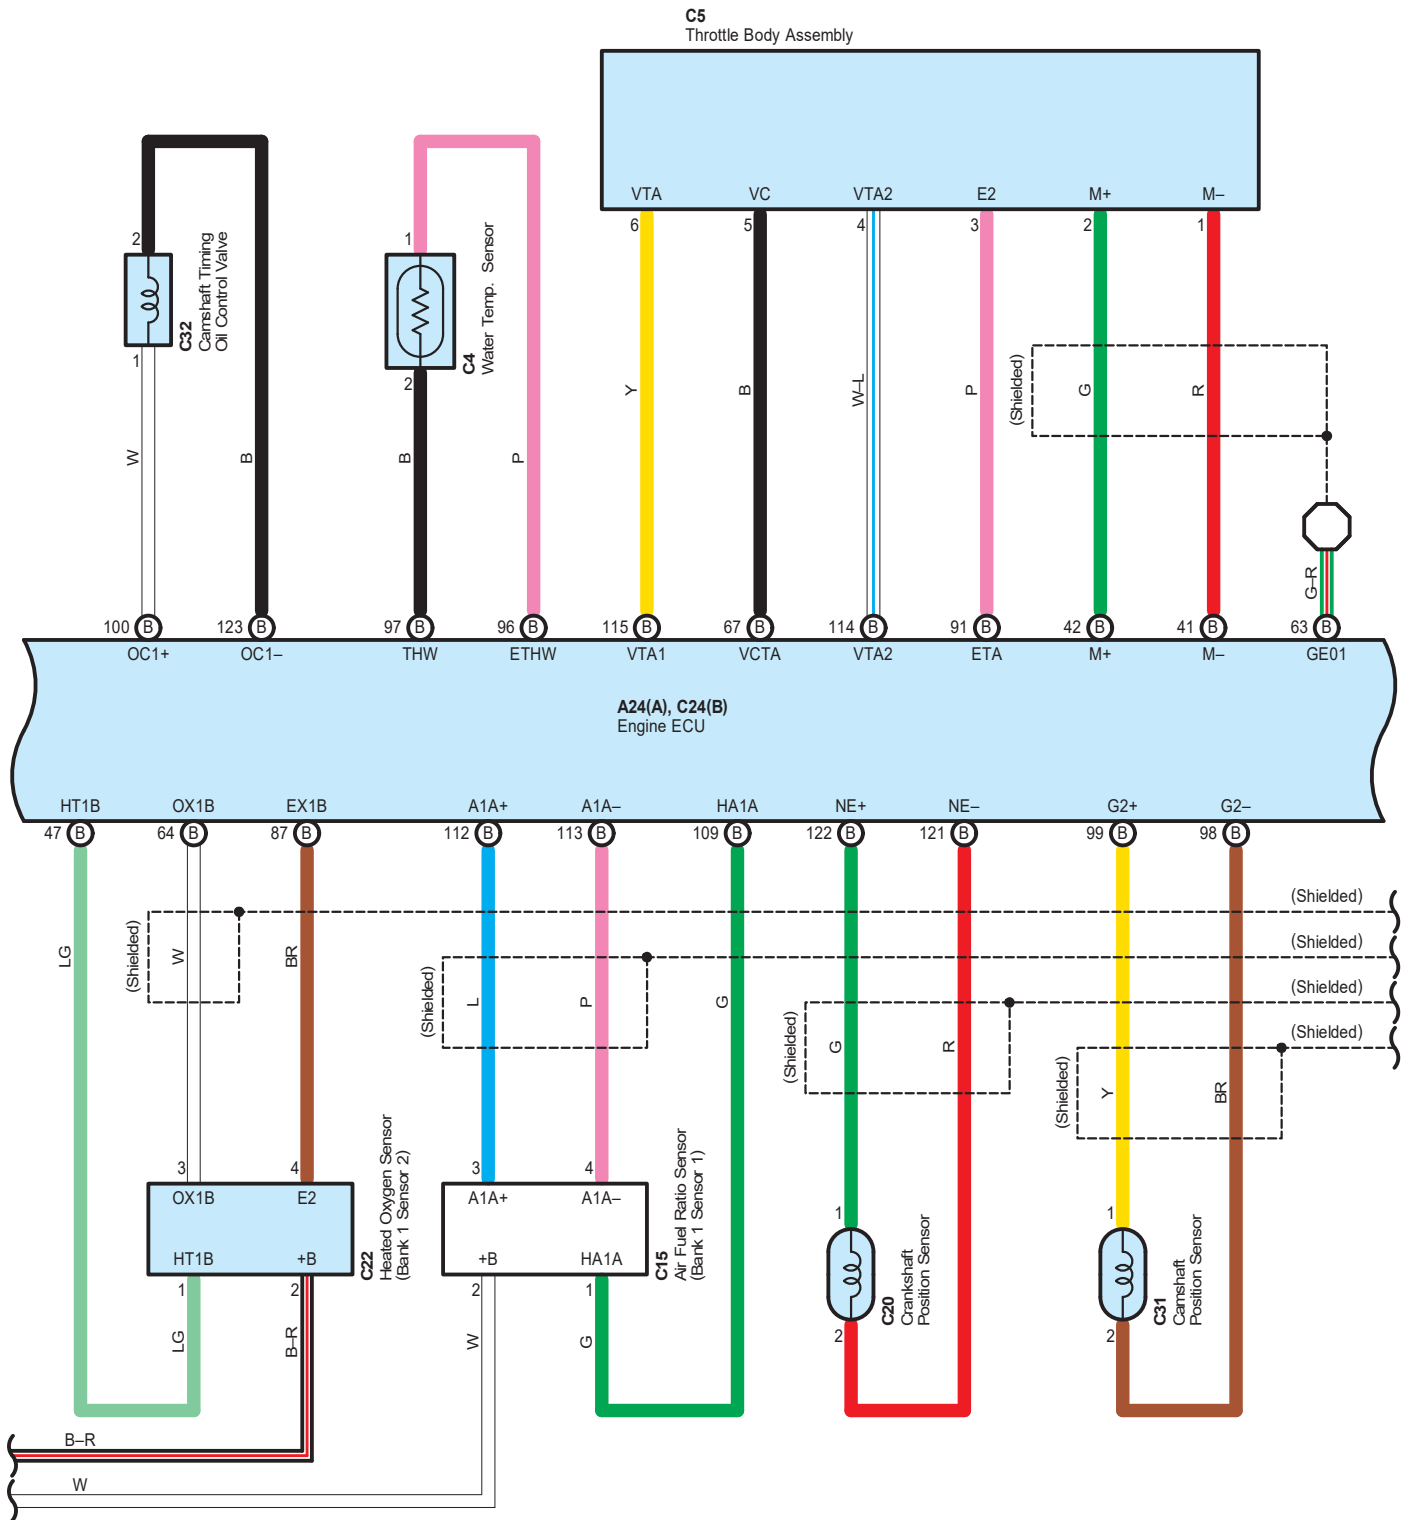 C5
Throttle Body Assembly
VTA VC VTA2 E2 M+ M–
6 5 4 3 2 1
2
C32
Camshaft Timing
Oil Control Valve
1
1
C4
Water Temp. Sensor
2
(Shielded)
W B B P Y B W–L P G R
G–R
100 B 123 B 97 B 96 B 115 B 67 B 114 B 91 B 42 B 41 B 63 B
OC1+ OC1– THW ETHW VTA1 VCTA VTA2 ETA M+ M– GE01
A24(A), C24(B)
Engine ECU
HT1B OX1B EX1B A1A+ A1A– HA1A NE+ NE– G2+ G2–
47 B 64 B 87 B 112 B 113 B 109 B 122 B 121 B 99 B 98 B
(Shielded)
(Shielded)
(Shielded)
(Shielded)
LG (Shielded) W BR (Shielded) L P G (Shielded) G R (Shielded) Y BR
3 4
OX1B E2
HT1B +B
1 2
C22
Heated Oxygen Sensor
(Bank 1 Sensor 2)
3 4
A1A+ A1A–
+B HA1A
2 1
C15
Air Fuel Ratio Sensor
(Bank 1 Sensor 1)
1
C20
Crankshaft
Position Sensor
2
1
C31
Camshaft
Position Sensor
2
LG B–R W G
B–R
W